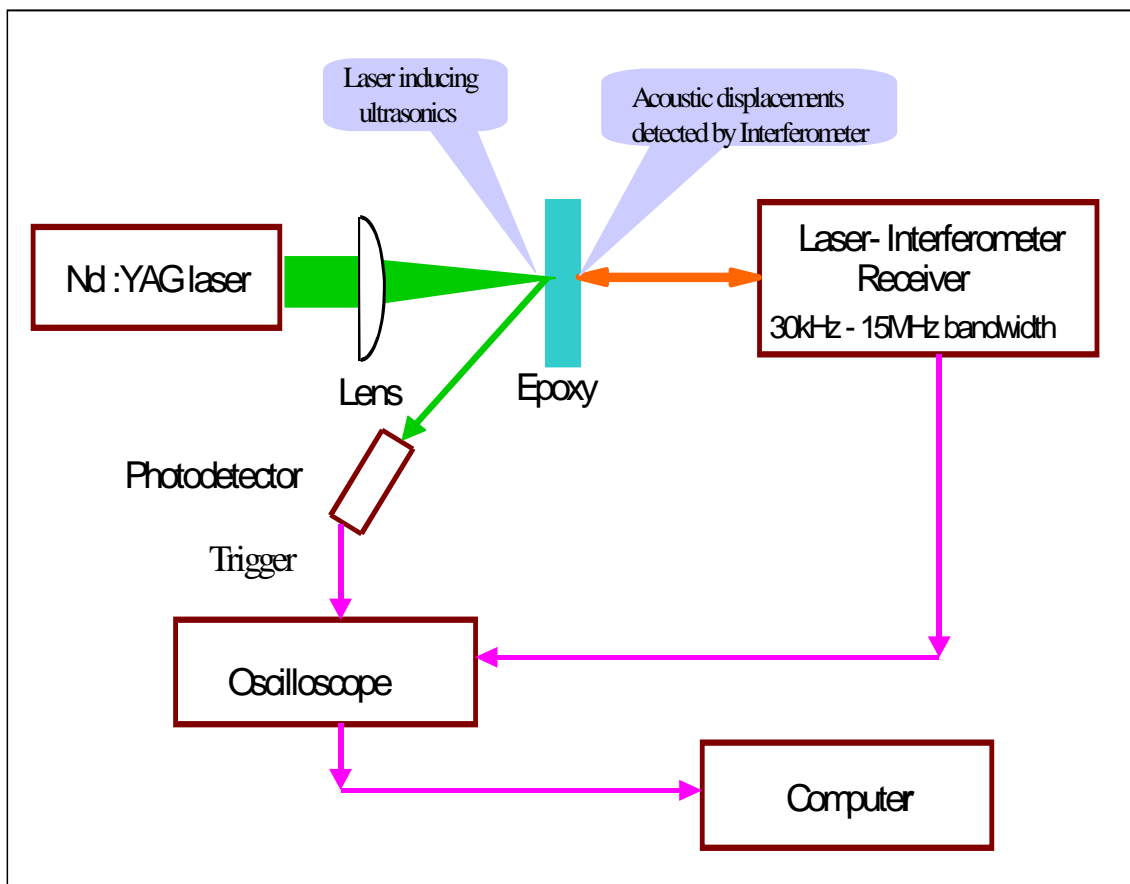 Laser inducing
ultrasonics
Acoustic displacements
detected by Interferometer
Nd :YAG laser
Laser- Interferometer
Receiver
30kHz - 15MHz bandwidth
Lens
Epoxy
Photodetector
Trigger
Oscilloscope
Computer